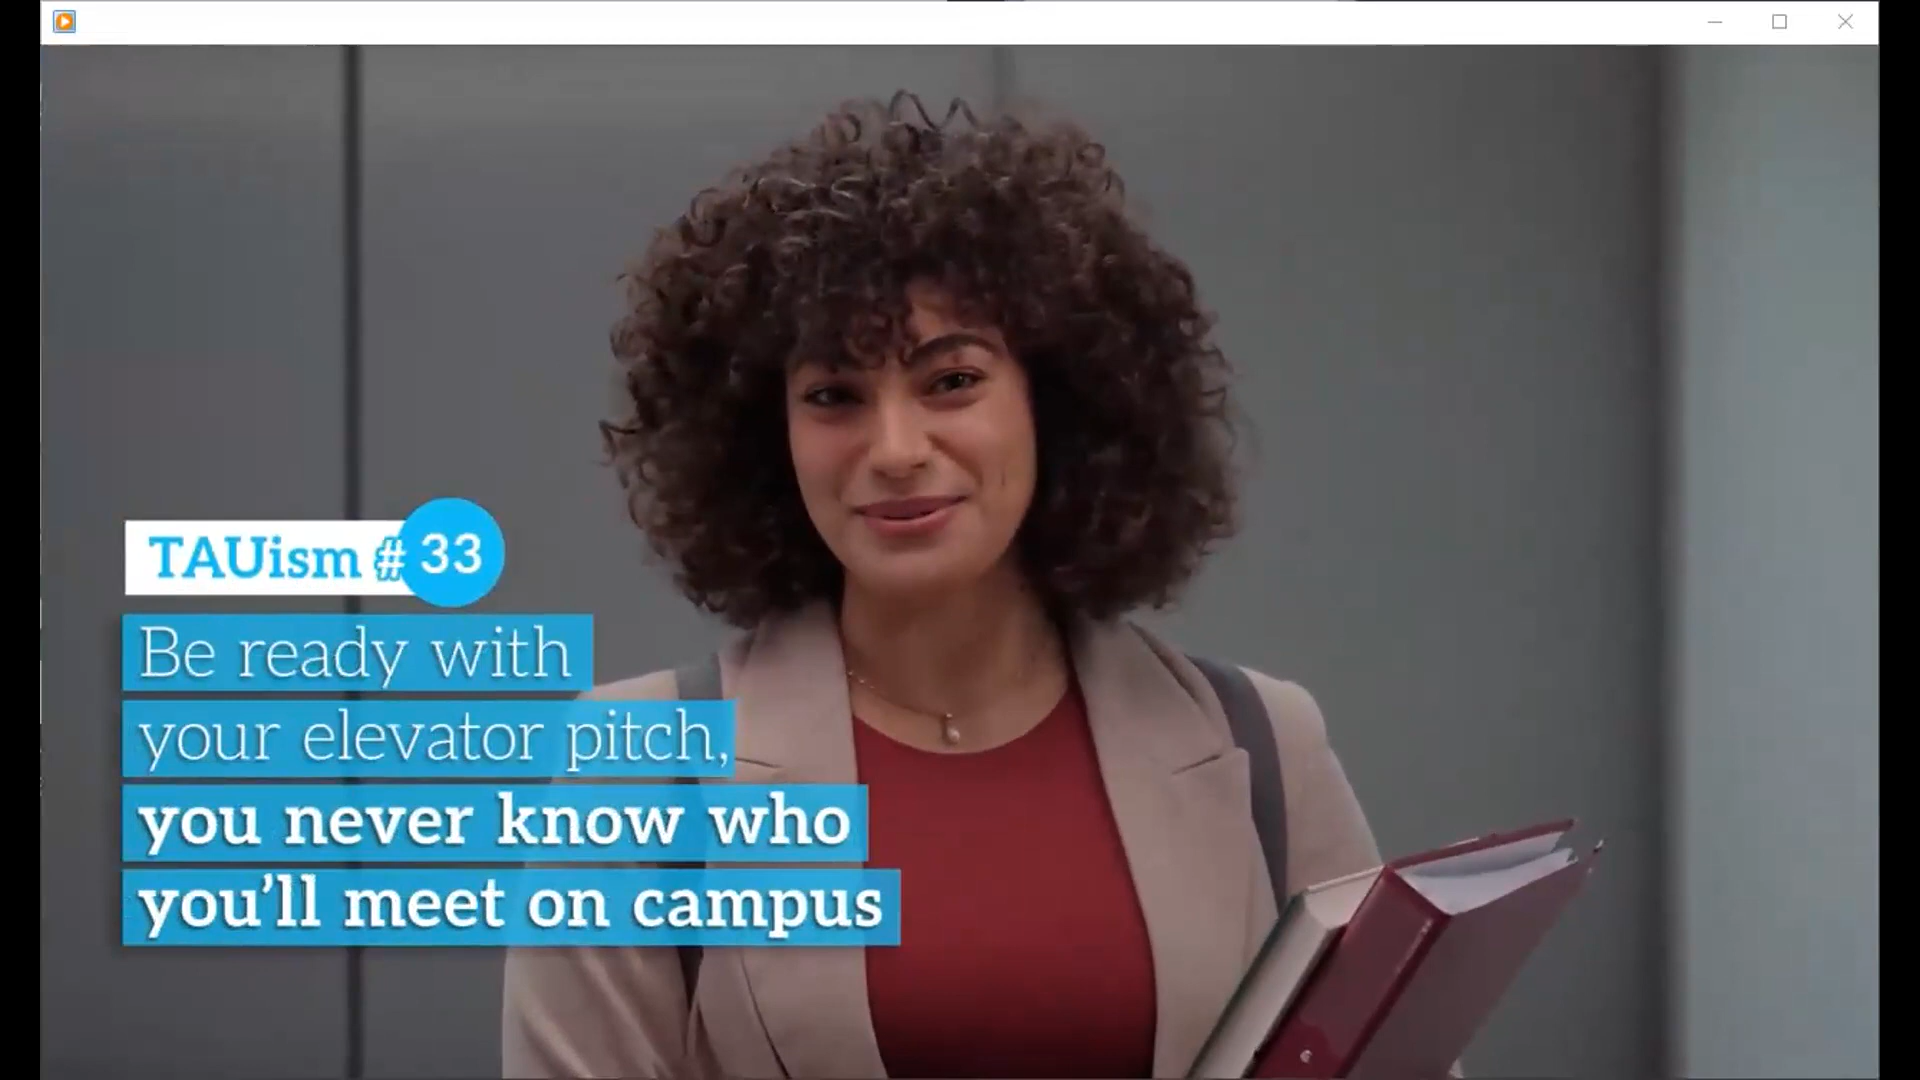 TAUism # 33
Be ready with
your elevator pitch,
you never know who
you’ll meet on campus